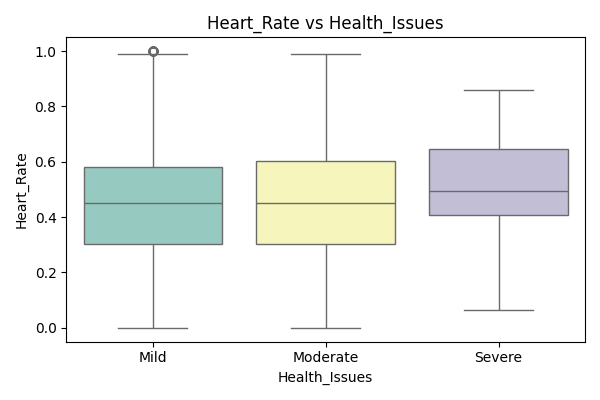 Heart_Rate vs Health_Issues
1.0
0.8
0.6
0.4
0.2
0.0
Heart_Rate
Mild
Moderate
Severe
Health_Issues